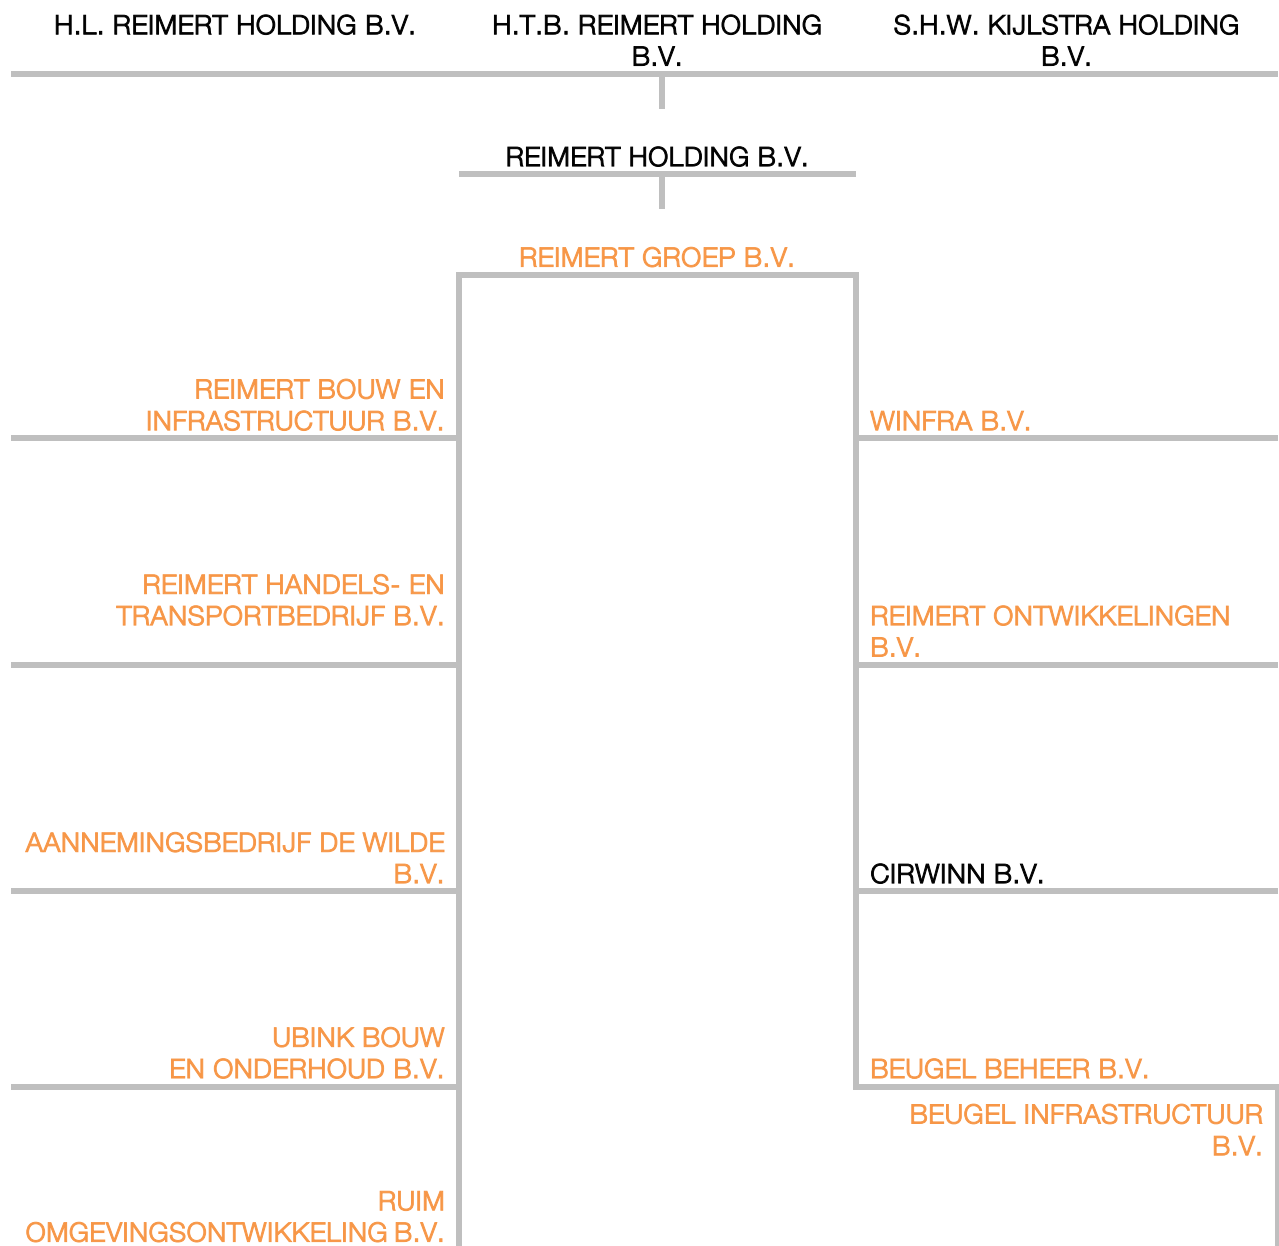 H.L. REIMERT HOLDING B.V.
H.T.B. REIMERT HOLDING
B.V.
S.H.W. KIJLSTRA HOLDING
B.V.
REIMERT HOLDING B.V.
REIMERT GROEP B.V.
REIMERT BOUW EN
INFRASTRUCTUUR B.V.
WINFRA B.V.
REIMERT HANDELS- EN
TRANSPORTBEDRIJF B.V.
REIMERT ONTWIKKELINGEN
B.V.
AANNEMINGSBEDRIJF DE WILDE
B.V.
CIRWINN B.V.
UBINK BOUW
EN ONDERHOUD B.V.
BEUGEL BEHEER B.V.
BEUGEL INFRASTRUCTUUR
B.V.
RUIM
OMGEVINGSONTWIKKELING B.V.